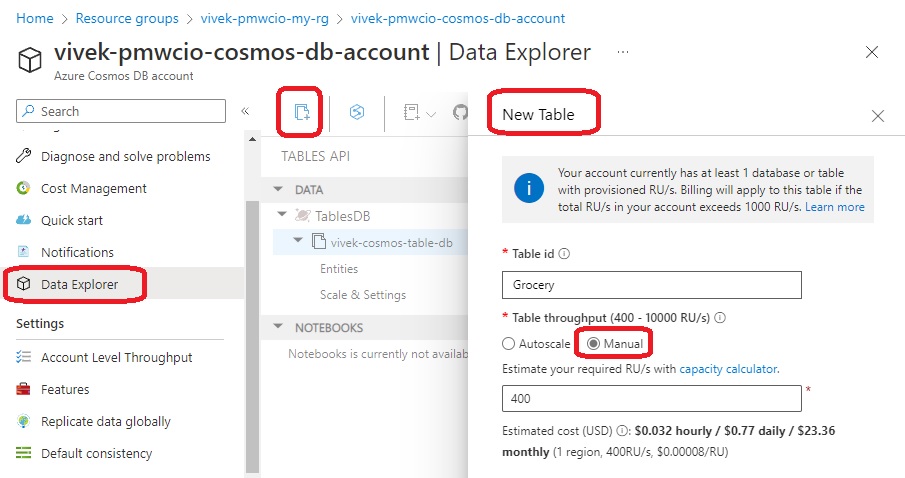 Home > Resource groups > vivek-pmwcio-my-rg > vivek-pmwcio-cosmos-db-account
vivek-pmwcio-cosmos-db-account | Data Explorer ...
Azure Cosmos DB account
Search
«
Diagnose and solve problems
Cost Management
Quick start
Notifications
Data Explorer
Settings
Account Level Throughput
Features
Replicate data globally
Default consistency
TABLES API
DATA
TablesDB
vivek-cosmos-table-db
Entities
Scale & Settings
NOTEBOOKS
Notebooks is currently not availab
New Table
Your account currently has at least 1 database or table
with provisioned RU/s. Billing will apply to this table if the
total RU/s in your account exceeds 1000 RU/s. Learn more
* Table id
Grocery
* Table throughput (400 - 10000 RU/s)
Autoscale Manual
Estimate your required RU/s with capacity calculator.
400 *
Estimated cost (USD) : $0.032 hourly / $0.77 daily / $23.36
monthly (1 region, 400RU/s, $0.00008/RU)